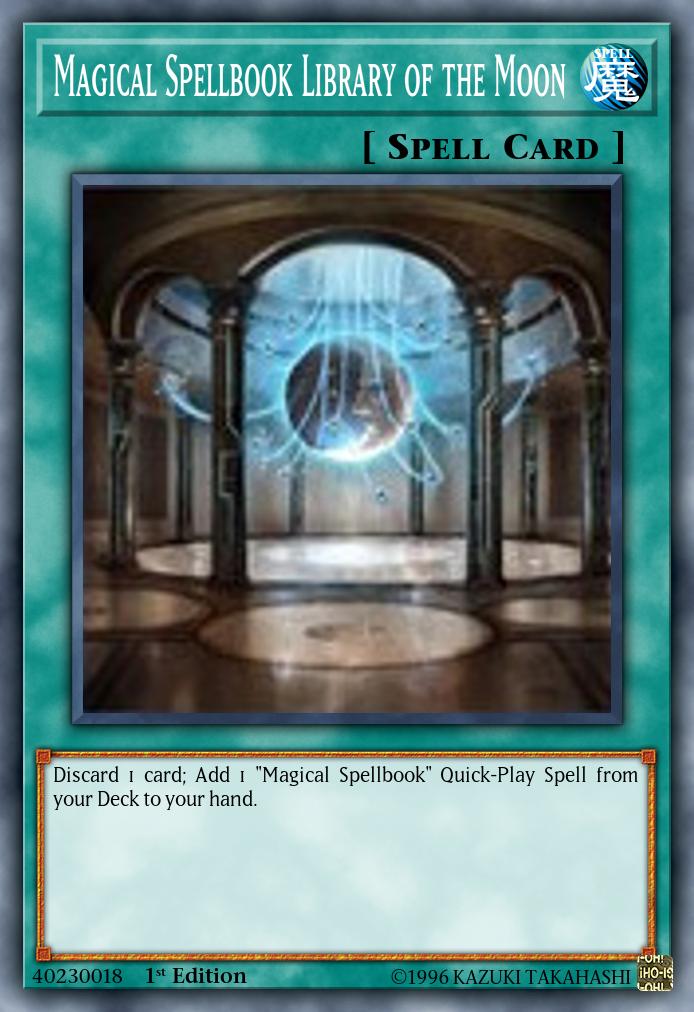 MAGICAL SPELLBOOK LIBRARY OF THE MOON
SPELL
魔
[ SPELL CARD ]
Discard 1 card; Add 1 "Magical Spellbook" Quick-Play Spell from
your Deck to your hand.
40230018 1st Edition ©1996 KAZUKI TAKAHASHI